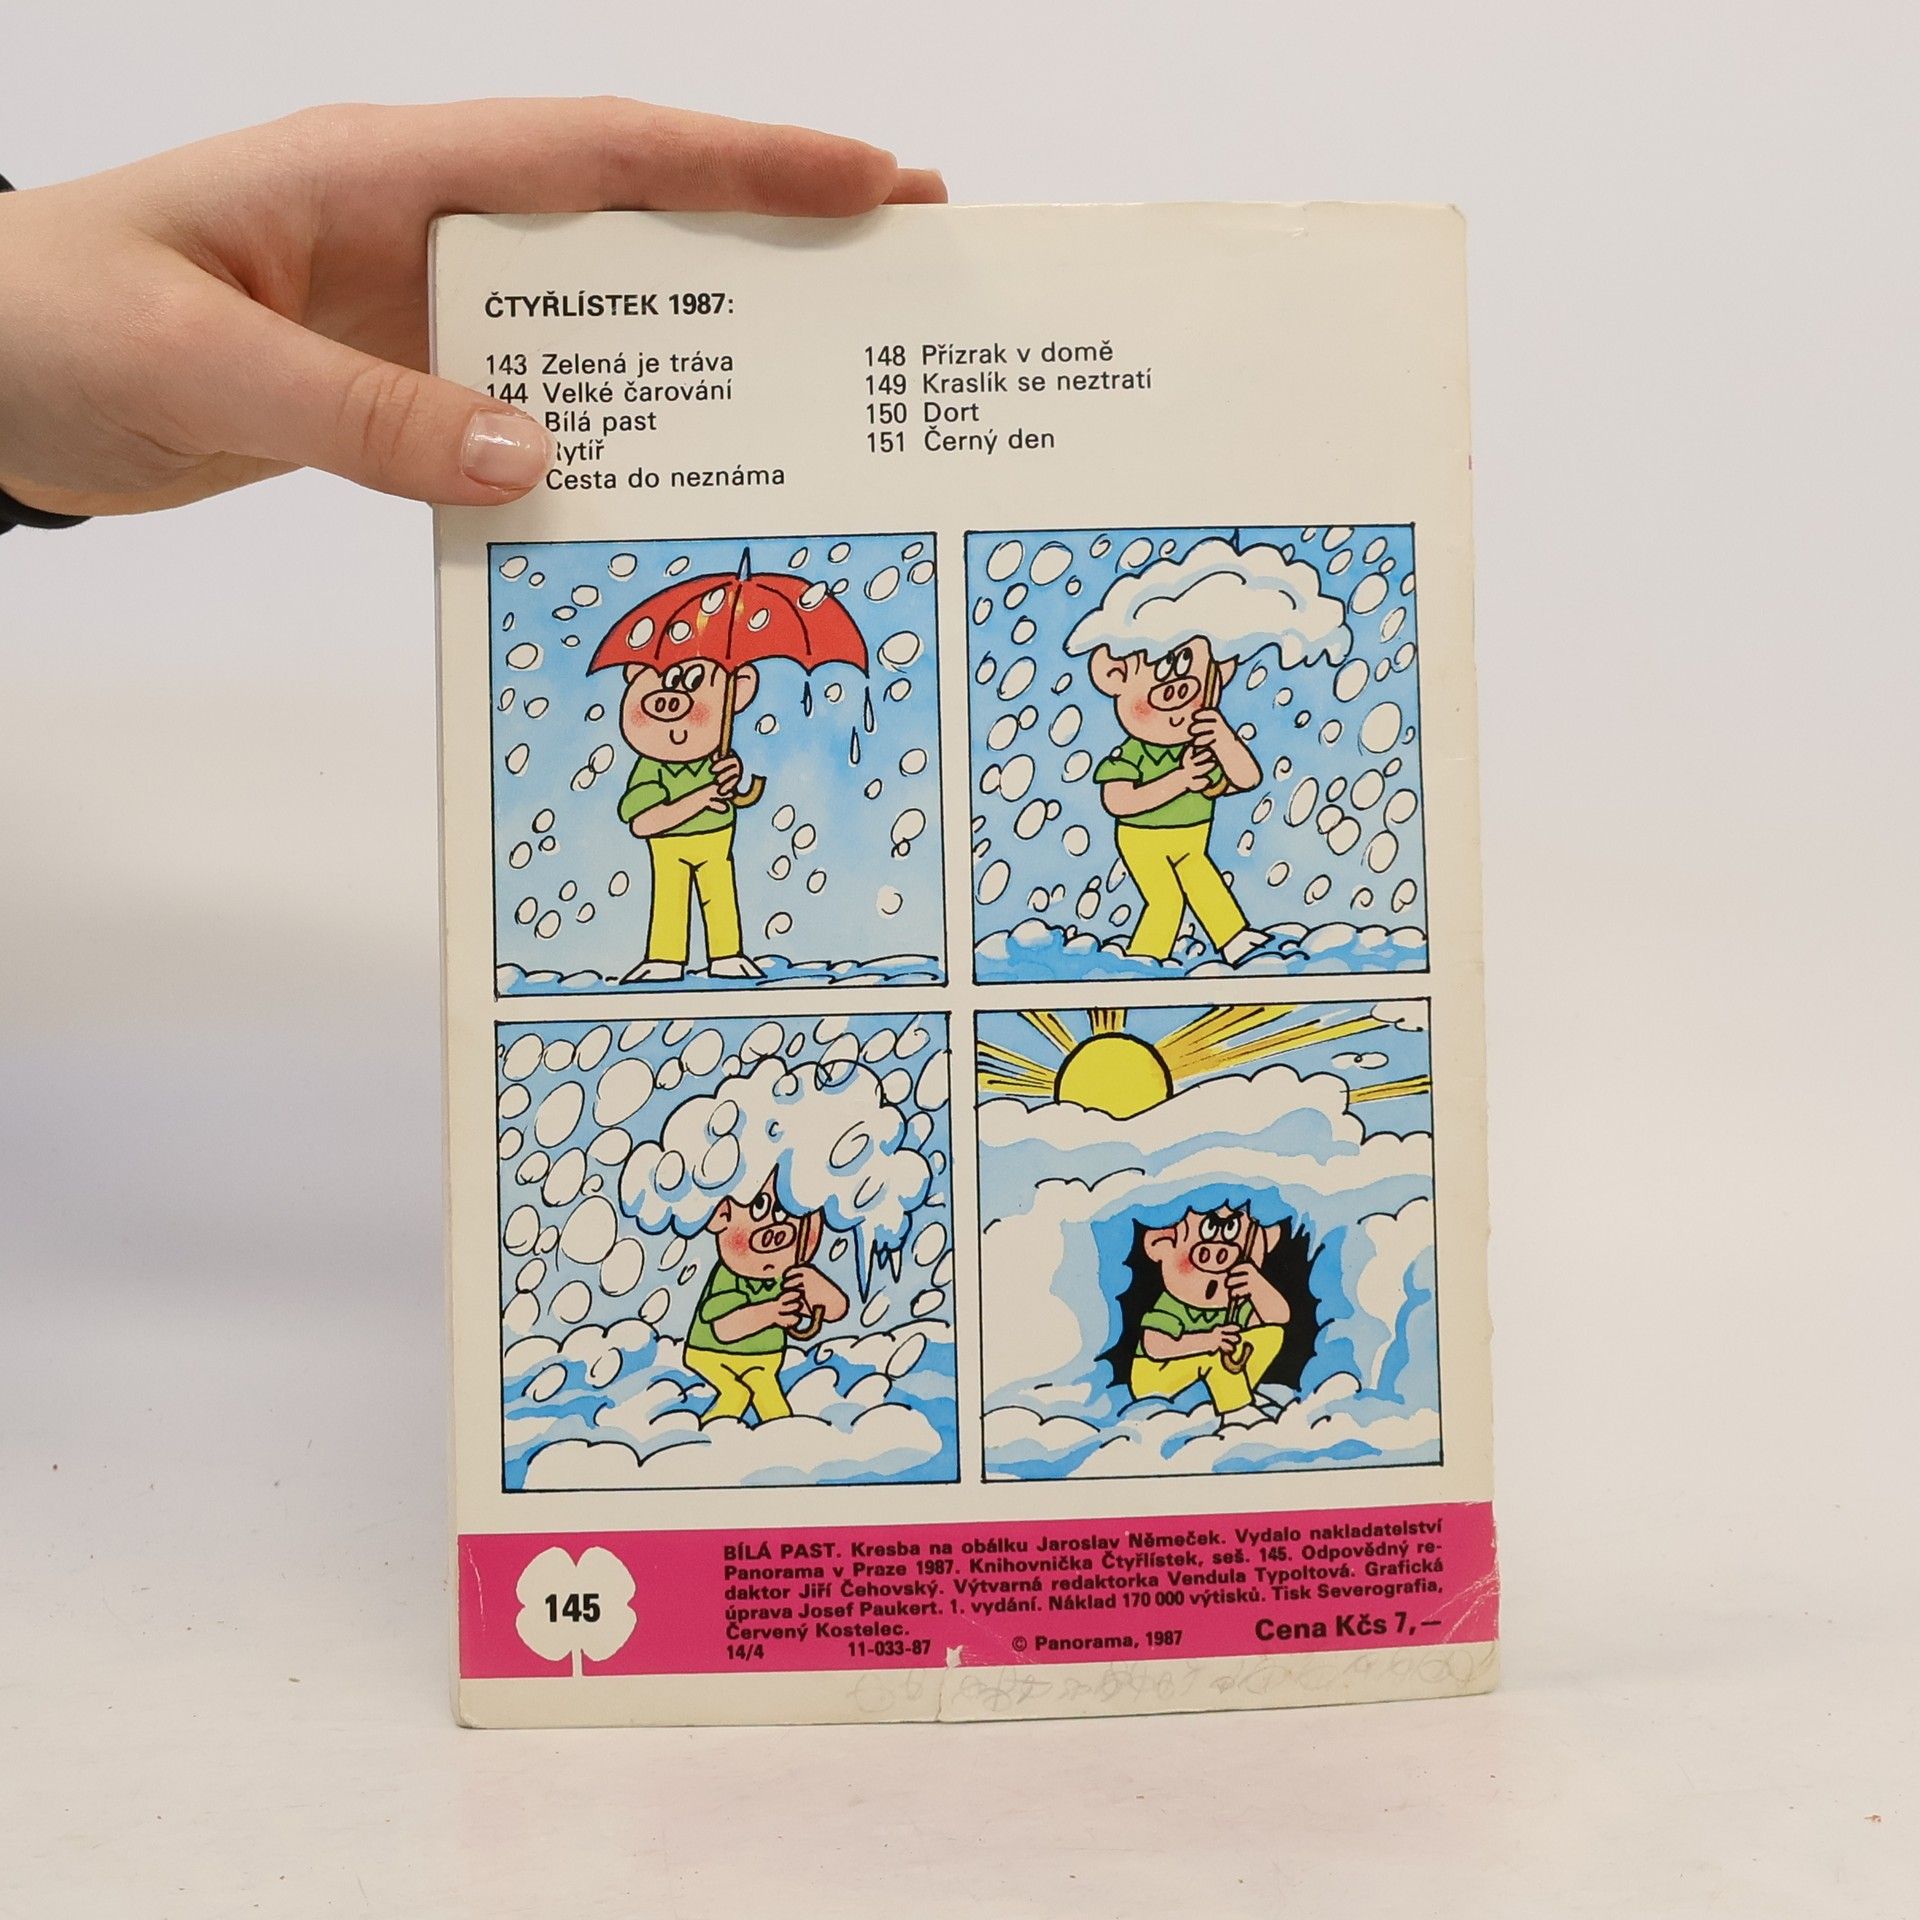 ČTYŘLÍSTEK 1987:
143 Zelená je tráva
144 Velké čarování
Bílá past
Rytíř
Cesta do neznáma
148 Přízrak v domě
149 Kraslík se neztratí
150 Dort
151 Černý den
145
BÍLÁ PAST. Kresba na obálku Jaroslav Němeček. Vydalo nakladatelství
Panorama v Praze 1987. Knihovnička Čtyřlístek, seš. 145. Odpovědný re-
daktor Jiří Čehovský. Výtvarná redaktorka Vendula Typoltová. Grafická
úprava Josef Paukert. 1. vydání. Náklad 170 000 výtisků. Tisk Severografia,
Červený Kostelec.
14/4 11-033-87 © Panorama, 1987 Cena Kčs 7,—